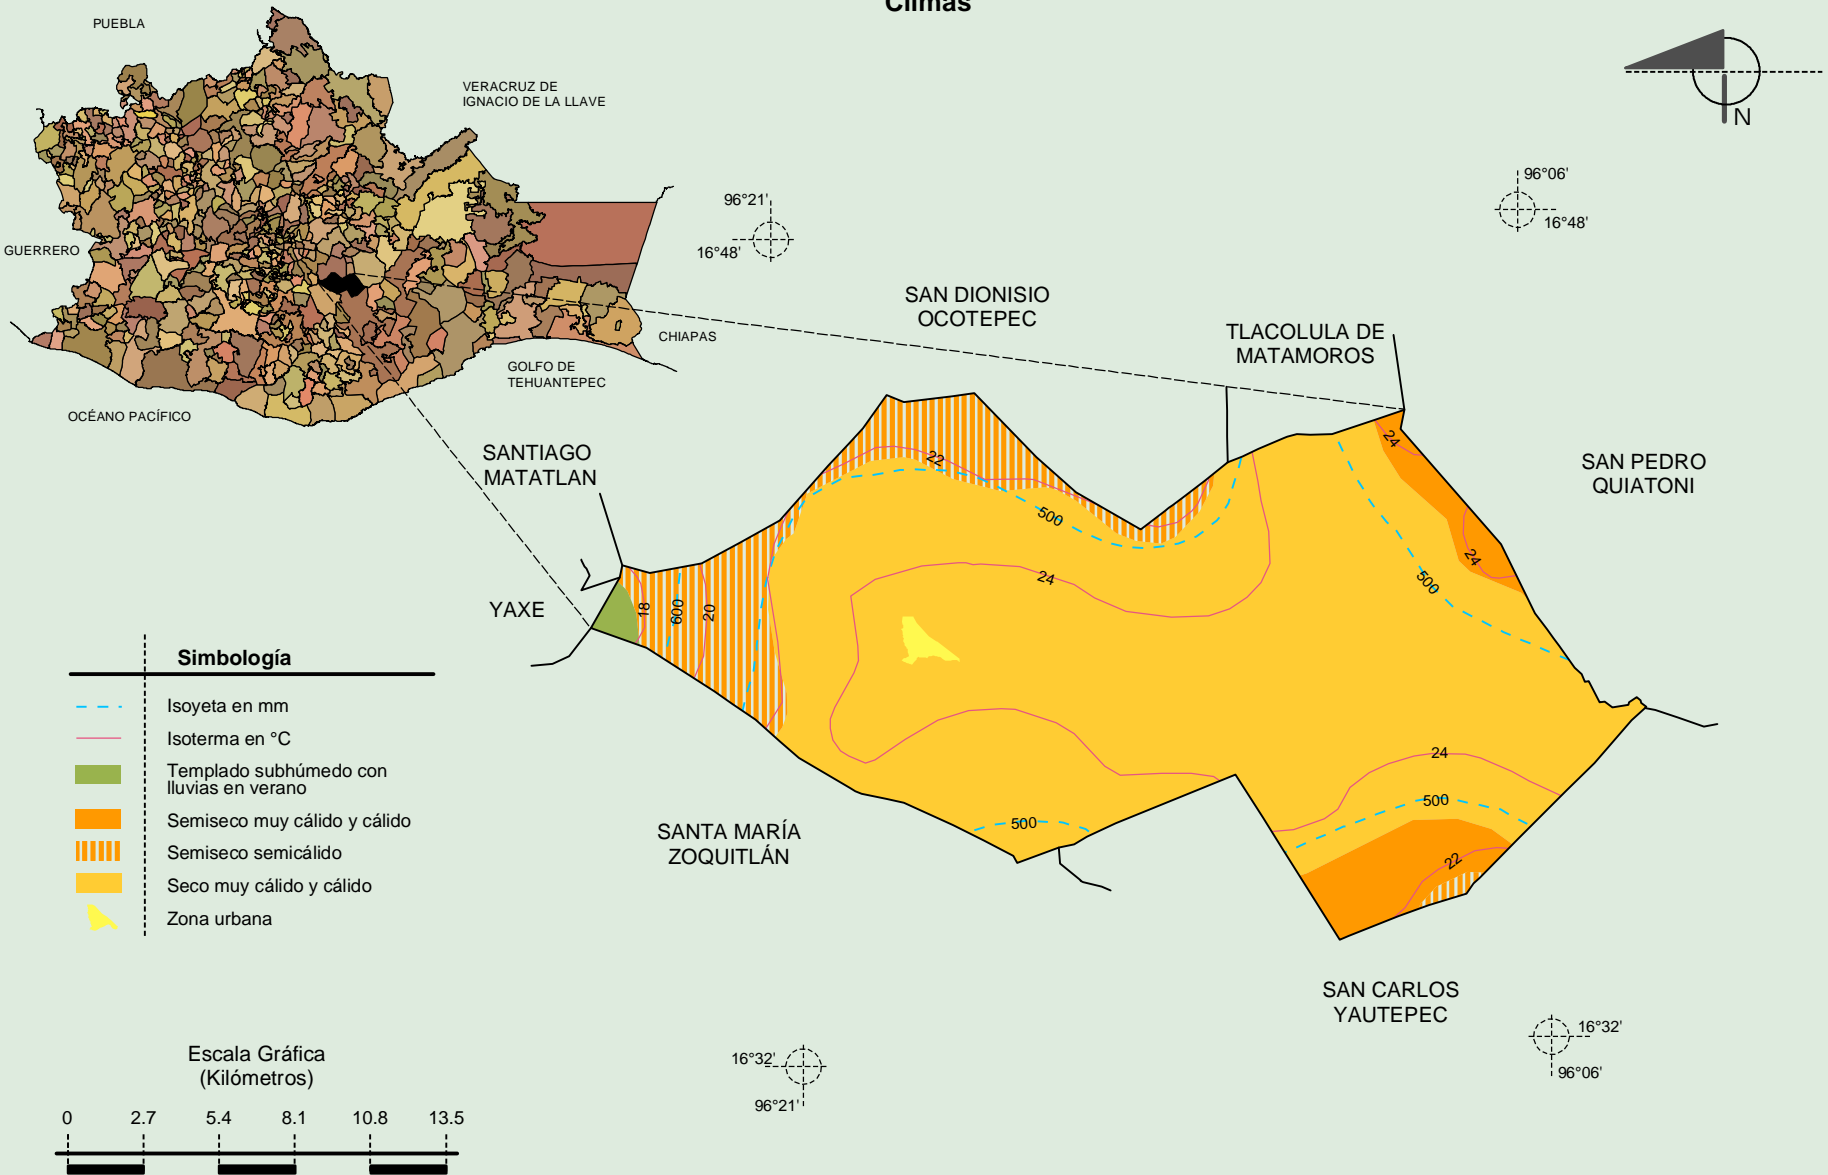 Climas
PUEBLA
VERACRUZ DE
IGNACIO DE LA LLAVE
GUERRERO
CHIAPAS
GOLFO DE
TEHUANTEPEC
OCÉANO PACÍFICO
N
96°21'
16°48'
96°06'
16°48'
SAN DIONISIO
OCOTEPEC
TLACOLULA DE
MATAMOROS
SANTIAGO
MATATLAN
SAN PEDRO
QUIATONI
YAXE
22
500
24
24
24
500
18
600
20
24
500
22
500
SANTA MARÍA
ZOQUITLÁN
SAN CARLOS
YAUTEPEC
Simbología
Isoyeta en mm
Isoterma en °C
Templado subhúmedo con
lluvias en verano
Semiseco muy cálido y cálido
Semiseco semicálido
Seco muy cálido y cálido
Zona urbana
16°32'
96°21'
16°32'
96°06'
Escala Gráfica
(Kilómetros)
0 2.7 5.4 8.1 10.8 13.5